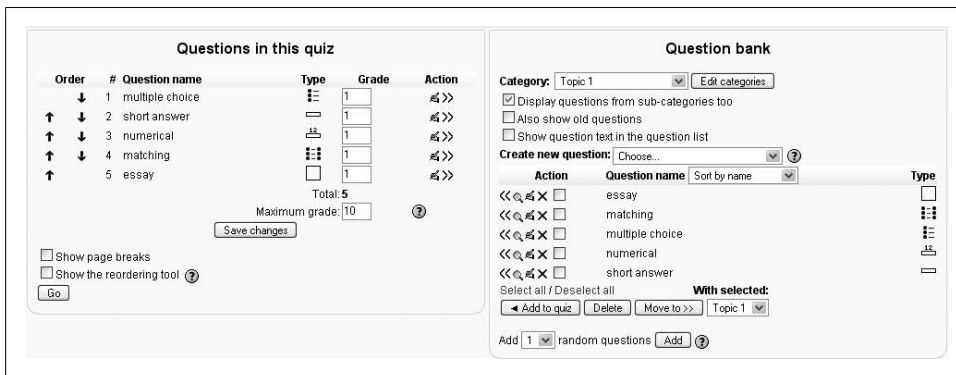 Questions in this quiz
Order # Question name Type Grade Action
1 multiple choice 1
2 short answer 1
3 numerical 12 1
4 matching 1
5 essay 1
Total: 5
Maximum grade: 10 ?
Save changes
Show page breaks
Show the reordering tool ?
Go
Question bank
Category: Topic 1 Edit categories
Display questions from sub-categories too
Also show old questions
Show question text in the question list
Create new question: Choose... ?
Action Question name Sort by name Type
essay
matching
multiple choice
numerical 12
short answer
Select all / Deselect all With selected:
◄ Add to quiz Delete Move to >> Topic 1
Add 1 random questions Add ?